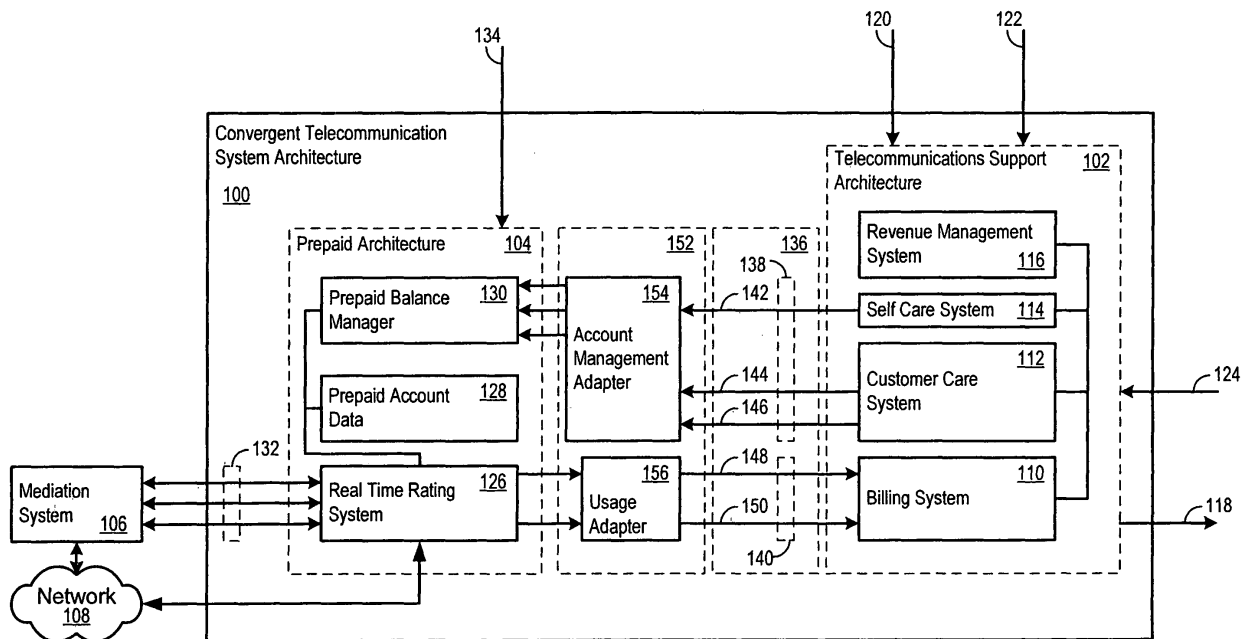 134
120
122
Convergent Telecommunication
System Architecture
100
Telecommunications Support
Architecture
102
Prepaid Architecture
104
152
136
Revenue Management
System
116
138
Prepaid Balance
Manager
130
154
Account
Management
Adapter
142
Self Care System
114
Prepaid Account
Data
128
144
146
Customer Care
System
112
124
132
Mediation
System
106
Real Time Rating
System
126
Usage
Adapter
156
148
150
140
Billing System
110
118
Network
108